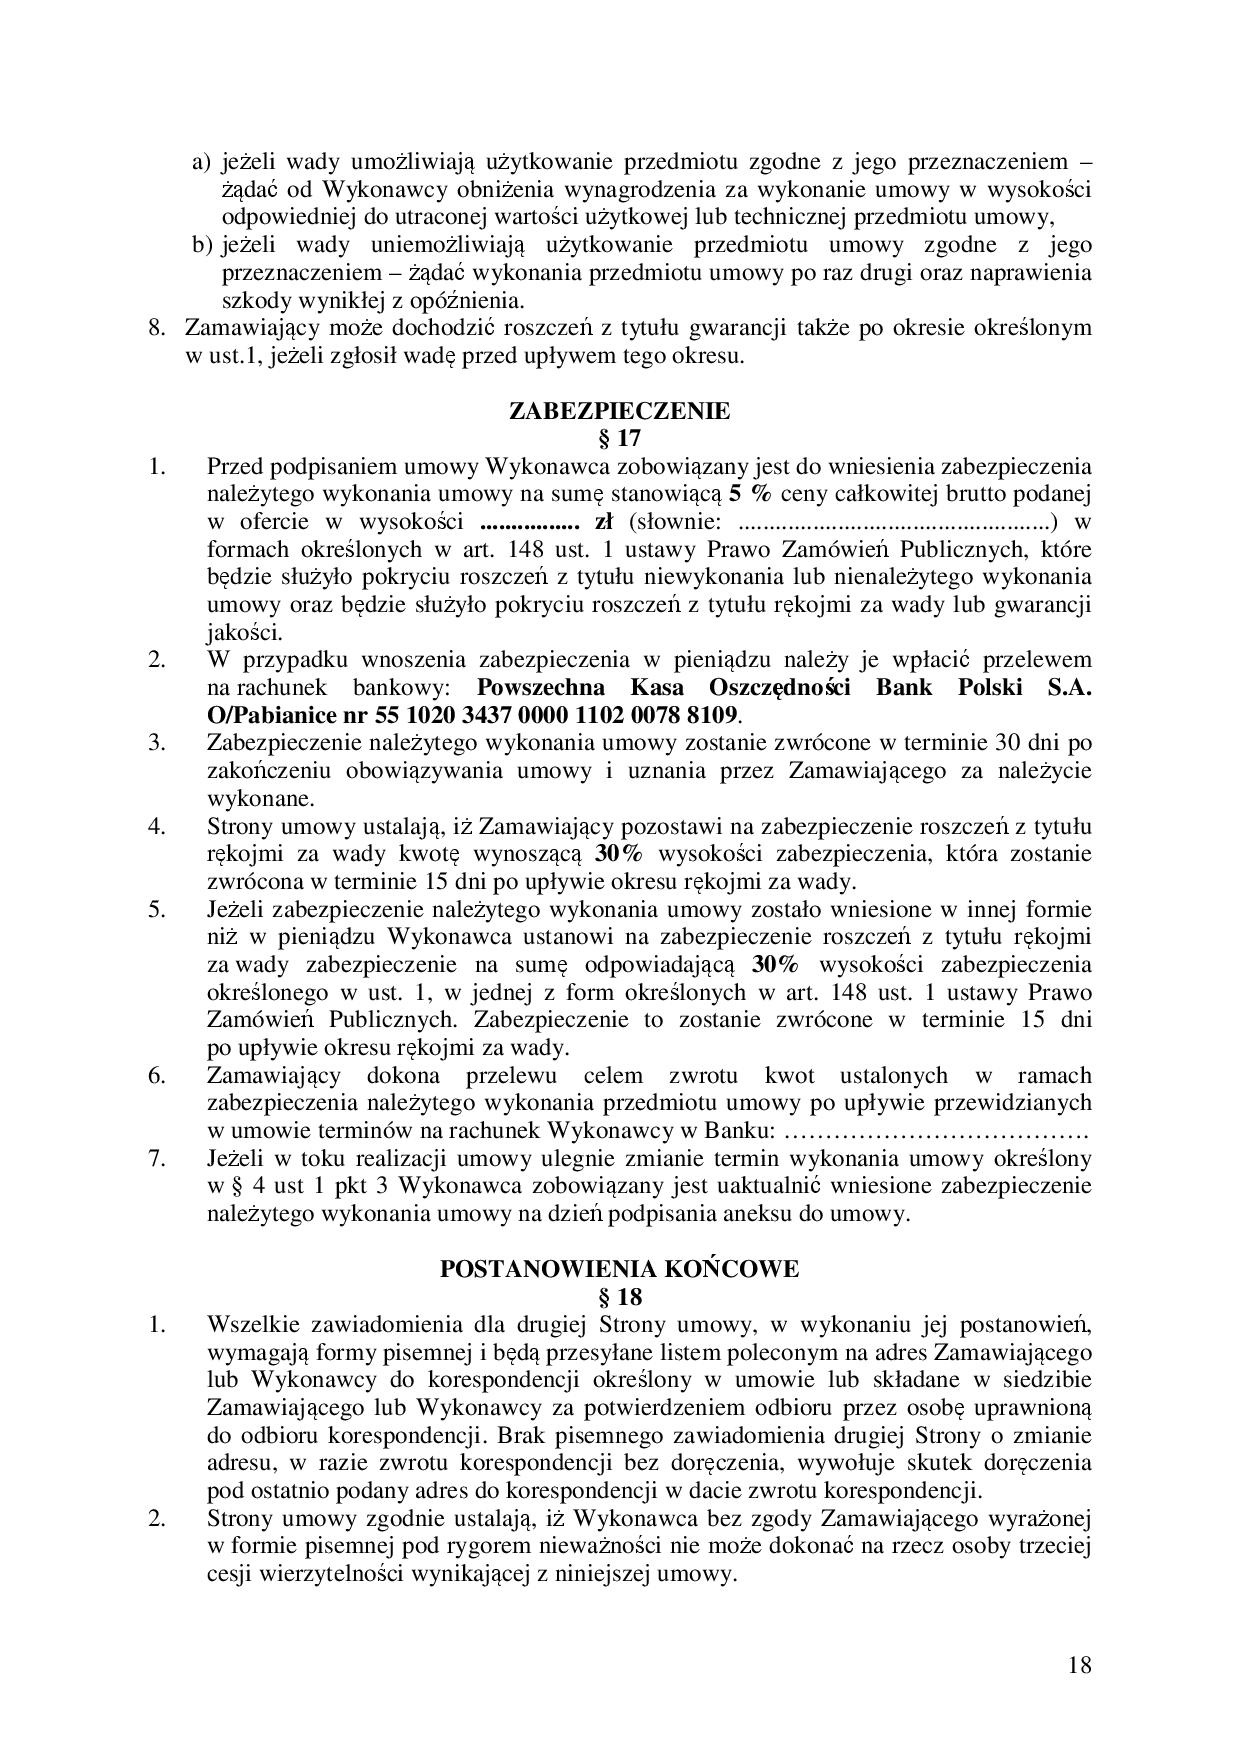 a) jeżeli wady umożliwiają użytkowanie przedmiotu zgodne z jego przeznaczeniem –
żądać od Wykonawcy obniżenia wynagrodzenia za wykonanie umowy w wysokości
odpowiedniej do utraconej wartości użytkowej lub technicznej przedmiotu umowy,
b) jeżeli wady uniemożliwiają użytkowanie przedmiotu umowy zgodne z jego
przeznaczeniem – żądać wykonania przedmiotu umowy po raz drugi oraz naprawienia
szkody wynikłej z opóźnienia.
8. Zamawiający może dochodzić roszczeń z tytułu gwarancji także po okresie określonym
w ust.1, jeżeli zgłosił wadę przed upływem tego okresu.
ZABEZPIECZENIE
§ 17
1. Przed podpisaniem umowy Wykonawca zobowiązany jest do wniesienia zabezpieczenia
należytego wykonania umowy na sumę stanowiącą 5 % ceny całkowitej brutto podanej
w ofercie w wysokości ................ zł (słownie: ..................................................) w
formach określonych w art. 148 ust. 1 ustawy Prawo Zamówień Publicznych, które
będzie służyło pokryciu roszczeń z tytułu niewykonania lub nienależytego wykonania
umowy oraz będzie służyło pokryciu roszczeń z tytułu rękojmi za wady lub gwarancji
jakości.
2. W przypadku wnoszenia zabezpieczenia w pieniądzu należy je wpłacić przelewem
na rachunek bankowy: Powszechna Kasa Oszczędności Bank Polski S.A.
O/Pabianice nr 55 1020 3437 0000 1102 0078 8109.
3. Zabezpieczenie należytego wykonania umowy zostanie zwrócone w terminie 30 dni po
zakończeniu obowiązywania umowy i uznania przez Zamawiającego za należycie
wykonane.
4. Strony umowy ustalają, iż Zamawiający pozostawi na zabezpieczenie roszczeń z tytułu
rękojmi za wady kwotę wynoszącą 30% wysokości zabezpieczenia, która zostanie
zwrócona w terminie 15 dni po upływie okresu rękojmi za wady.
5. Jeżeli zabezpieczenie należytego wykonania umowy zostało wniesione w innej formie
niż w pieniądzu Wykonawca ustanowi na zabezpieczenie roszczeń z tytułu rękojmi
za wady zabezpieczenie na sumę odpowiadającą 30% wysokości zabezpieczenia
określonego w ust. 1, w jednej z form określonych w art. 148 ust. 1 ustawy Prawo
Zamówień Publicznych. Zabezpieczenie to zostanie zwrócone w terminie 15 dni
po upływie okresu rękojmi za wady.
6. Zamawiający dokona przelewu celem zwrotu kwot ustalonych w ramach
zabezpieczenia należytego wykonania przedmiotu umowy po upływie przewidzianych
w umowie terminów na rachunek Wykonawcy w Banku: ……………………………….
7. Jeżeli w toku realizacji umowy ulegnie zmianie termin wykonania umowy określony
w § 4 ust 1 pkt 3 Wykonawca zobowiązany jest uaktualnić wniesione zabezpieczenie
należytego wykonania umowy na dzień podpisania aneksu do umowy.
POSTANOWIENIA KOŃCOWE
§ 18
1. Wszelkie zawiadomienia dla drugiej Strony umowy, w wykonaniu jej postanowień,
wymagają formy pisemnej i będą przesyłane listem poleconym na adres Zamawiającego
lub Wykonawcy do korespondencji określony w umowie lub składane w siedzibie
Zamawiającego lub Wykonawcy za potwierdzeniem odbioru przez osobę uprawnioną
do odbioru korespondencji. Brak pisemnego zawiadomienia drugiej Strony o zmianie
adresu, w razie zwrotu korespondencji bez doręczenia, wywołuje skutek doręczenia
pod ostatnio podany adres do korespondencji w dacie zwrotu korespondencji.
2. Strony umowy zgodnie ustalają, iż Wykonawca bez zgody Zamawiającego wyrażonej
w formie pisemnej pod rygorem nieważności nie może dokonać na rzecz osoby trzeciej
cesji wierzytelności wynikającej z niniejszej umowy.
18